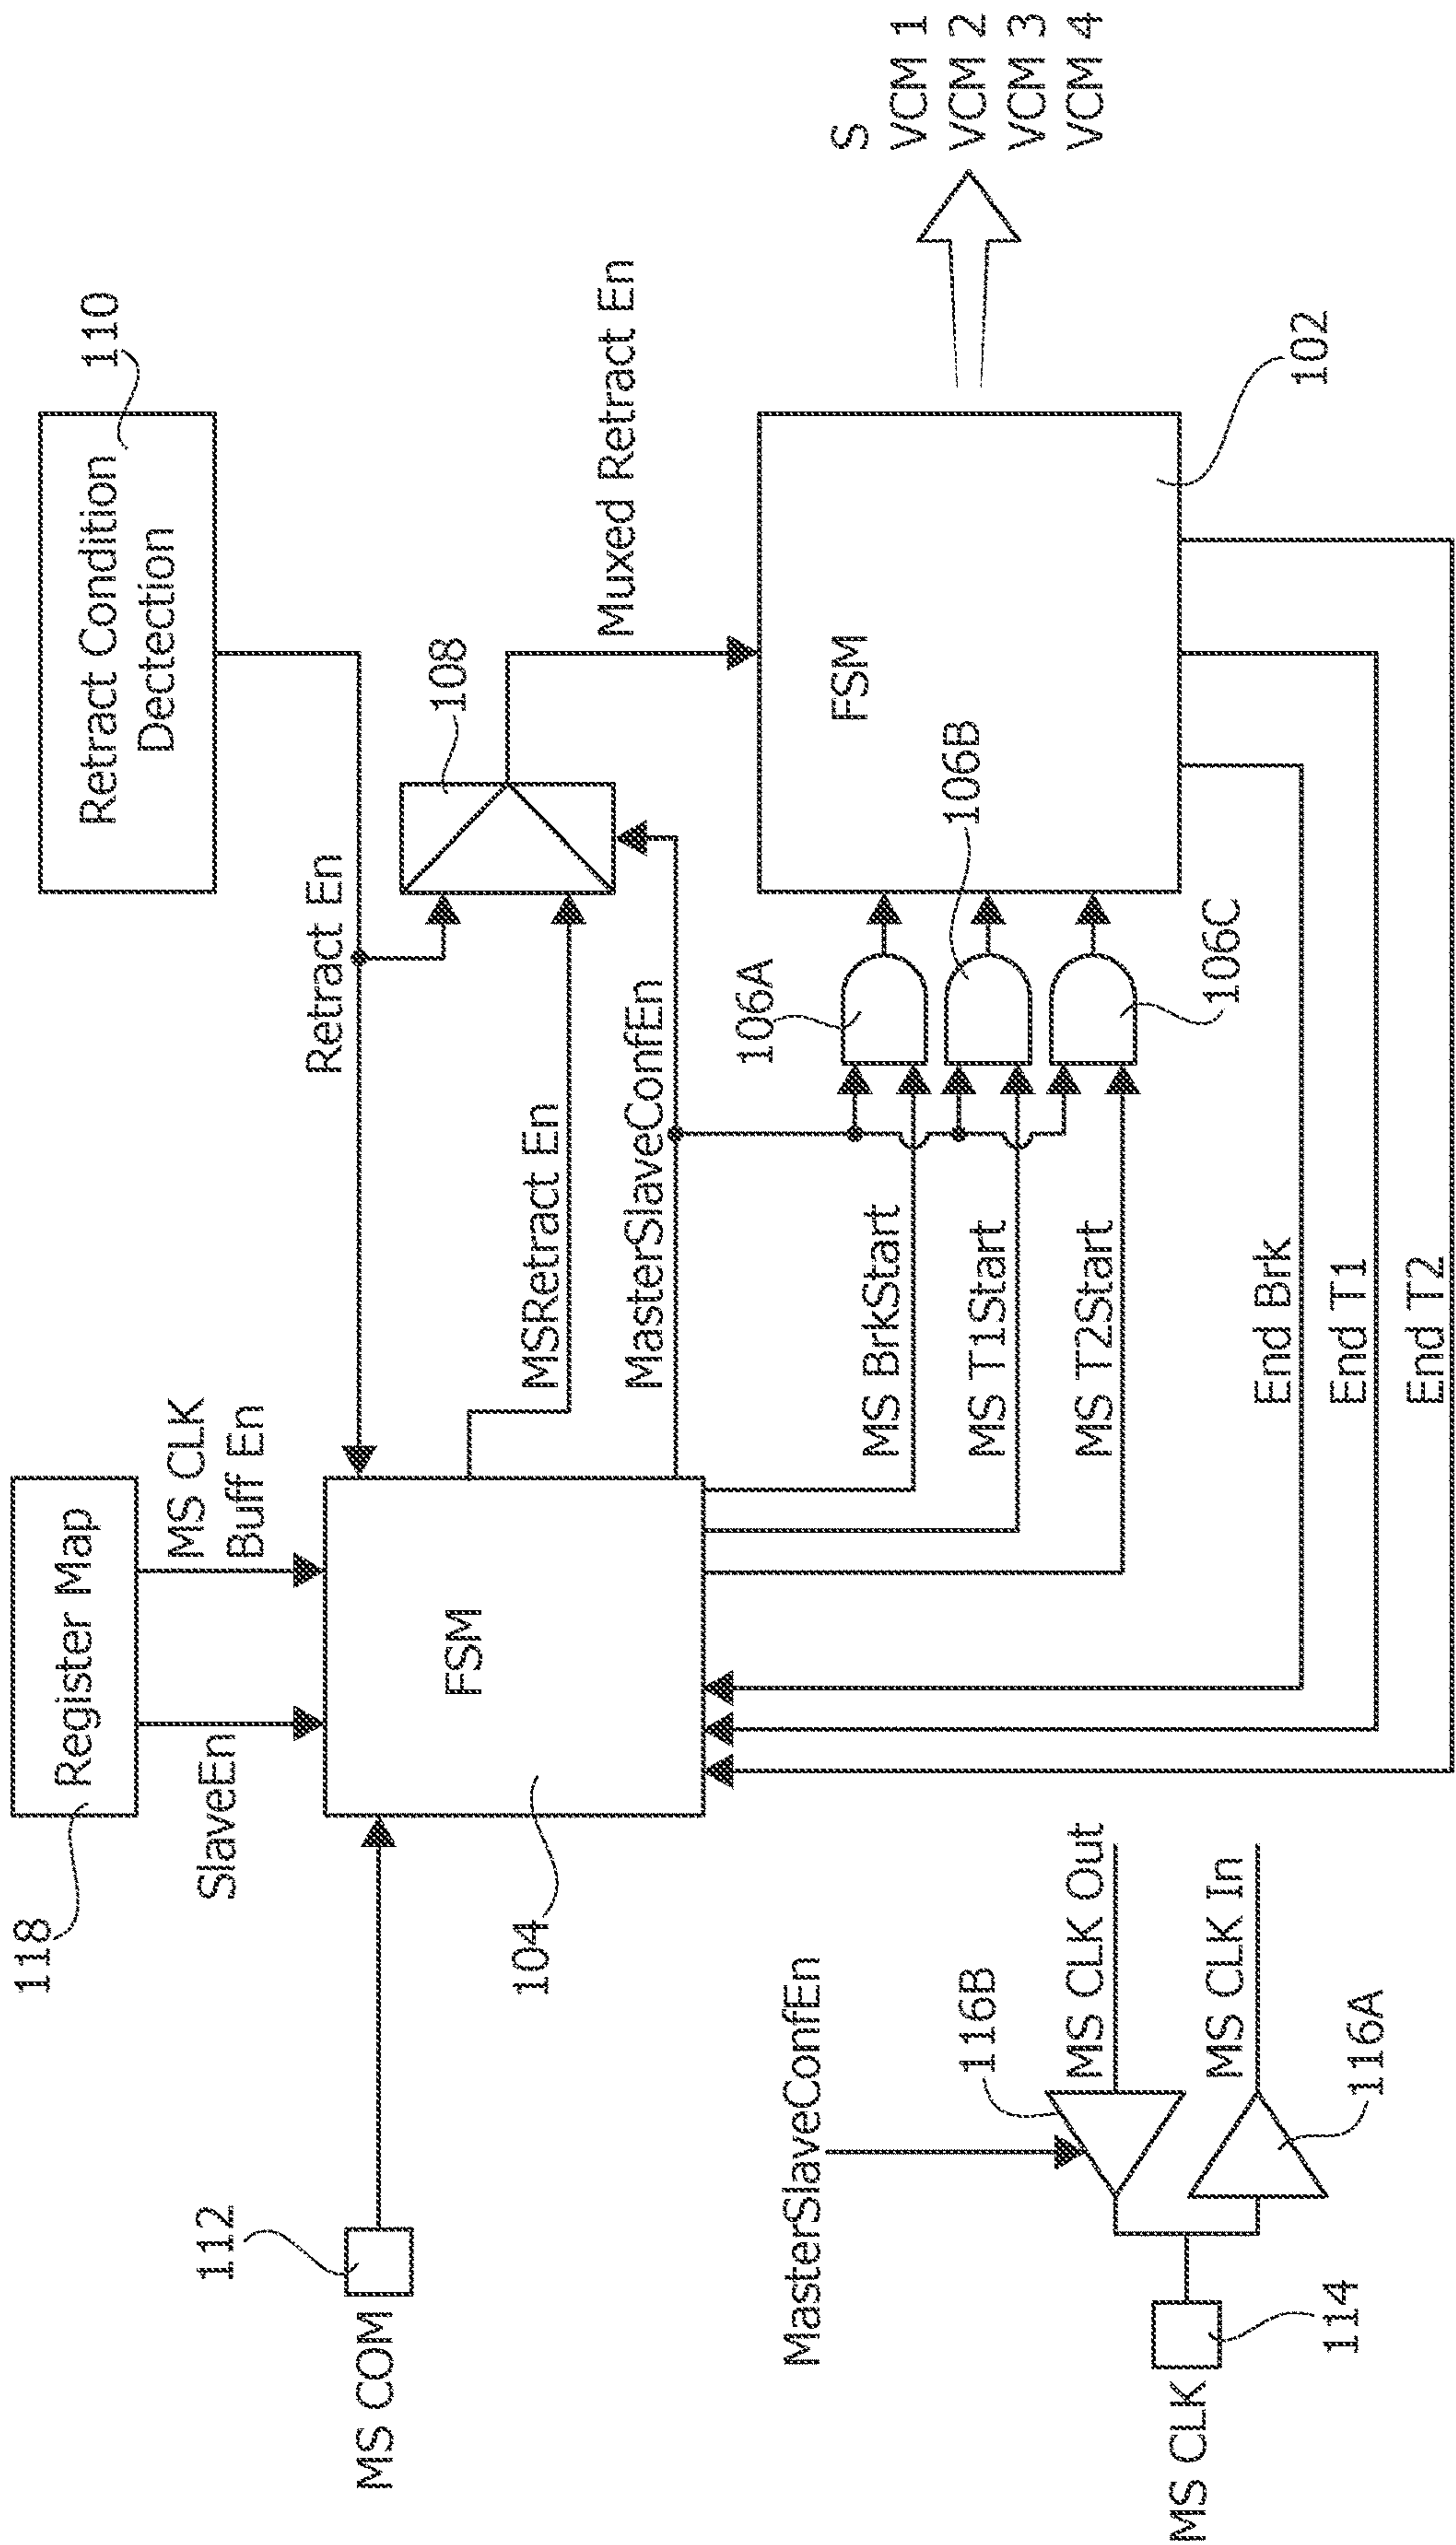 118
Register Map
SlaveEn
MS CLK
Buff En
Retract Condition
Dectection
110
Retract En
MSRetract En
108
Muxed Retract En
MasterSlaveConfEn
112
MS COM
FSM
104
MS BrkStart
MS T1Start
MS T2Start
106A
106B
106C
FSM
102
S
VCM 1
VCM 2
VCM 3
VCM 4
End Brk
End T1
End T2
MasterSlaveConfEn
116B
MS CLK Out
MS CLK In
116A
MS CLK
114